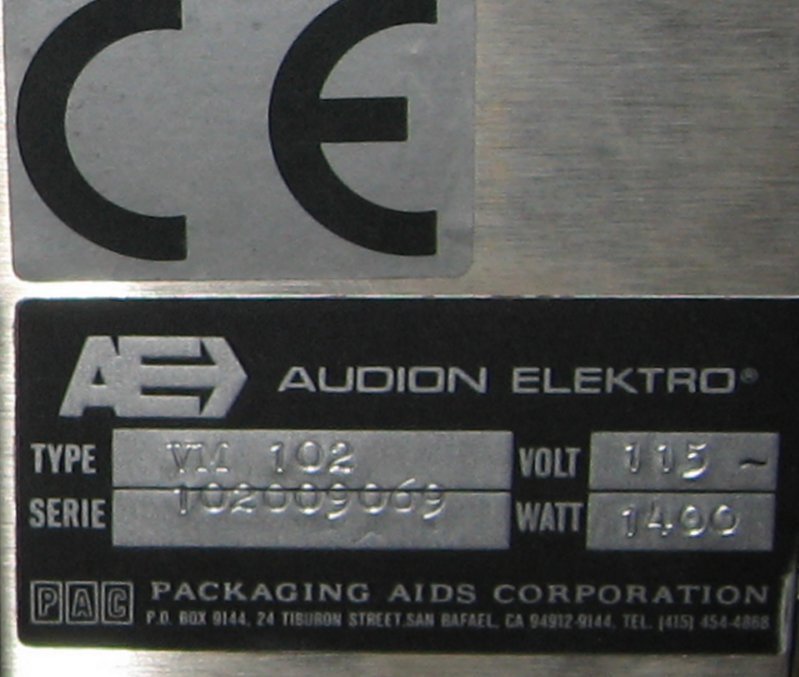 CE
AE AUDION ELEKTRO®
TYPE VM 102 VOLT 115 ~
SERIE 102009069 WATT 1400
PAC PACKAGING AIDS CORPORATION
P.O. BOX 9144, 24 TIBURON STREET, SAN RAFAEL, CA 94912-9144, TEL. (415) 454-4868